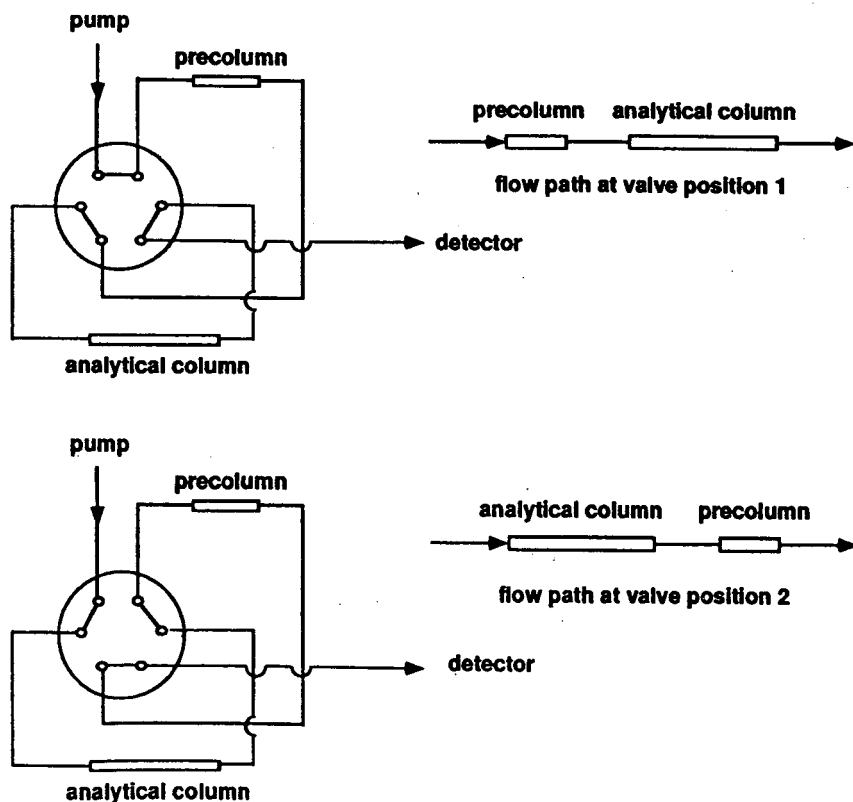 pump
precolumn
detector
analytical column
precolumn analytical column
flow path at valve position 1
pump
precolumn
detector
analytical column
analytical column precolumn
flow path at valve position 2